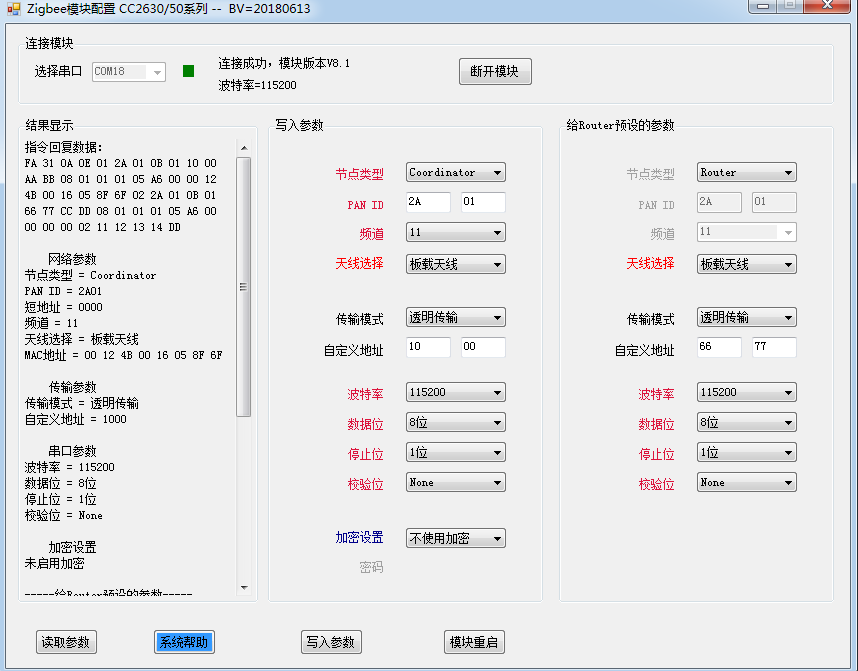 Zigbee模块配置 CC2630/50系列 -- BV=20180613
连接模块
选择串口
COM18
连接成功，模块版本V8.1
波特率=115200
断开模块
结果显示
指令回复数据：
FA 31 0A 0E 01 2A 01 0B 01 10 00
AA BB 08 01 01 01 05 A6 00 00 12
4B 00 16 05 8F 6F 02 2A 01 0B 01
66 77 CC DD 08 01 01 01 05 A6 00
00 00 00 02 11 12 13 14 DD
网络参数
节点类型 = Coordinator
PAN ID = 2A01
短地址 = 0000
频道 = 11
天线选择 = 板载天线
MAC地址 = 00 12 4B 00 16 05 8F 6F
传输参数
传输模式 = 透明传输
自定义地址 = 1000
串口参数
波特率 = 115200
数据位 = 8位
停止位 = 1位
校验位 = None
加密设置
未启用加密
-----给Router预设的参数-----
写入参数
节点类型 Coordinator
PAN ID 2A 01
频道 11
天线选择 板载天线
传输模式 透明传输
自定义地址 10 00
波特率 115200
数据位 8位
停止位 1位
校验位 None
加密设置 不使用加密
密码
给Router预设的参数
节点类型 Router
PAN ID 2A 01
频道 11
天线选择 板载天线
传输模式 透明传输
自定义地址 66 77
波特率 115200
数据位 8位
停止位 1位
校验位 None
读取参数
系统帮助
写入参数
模块重启